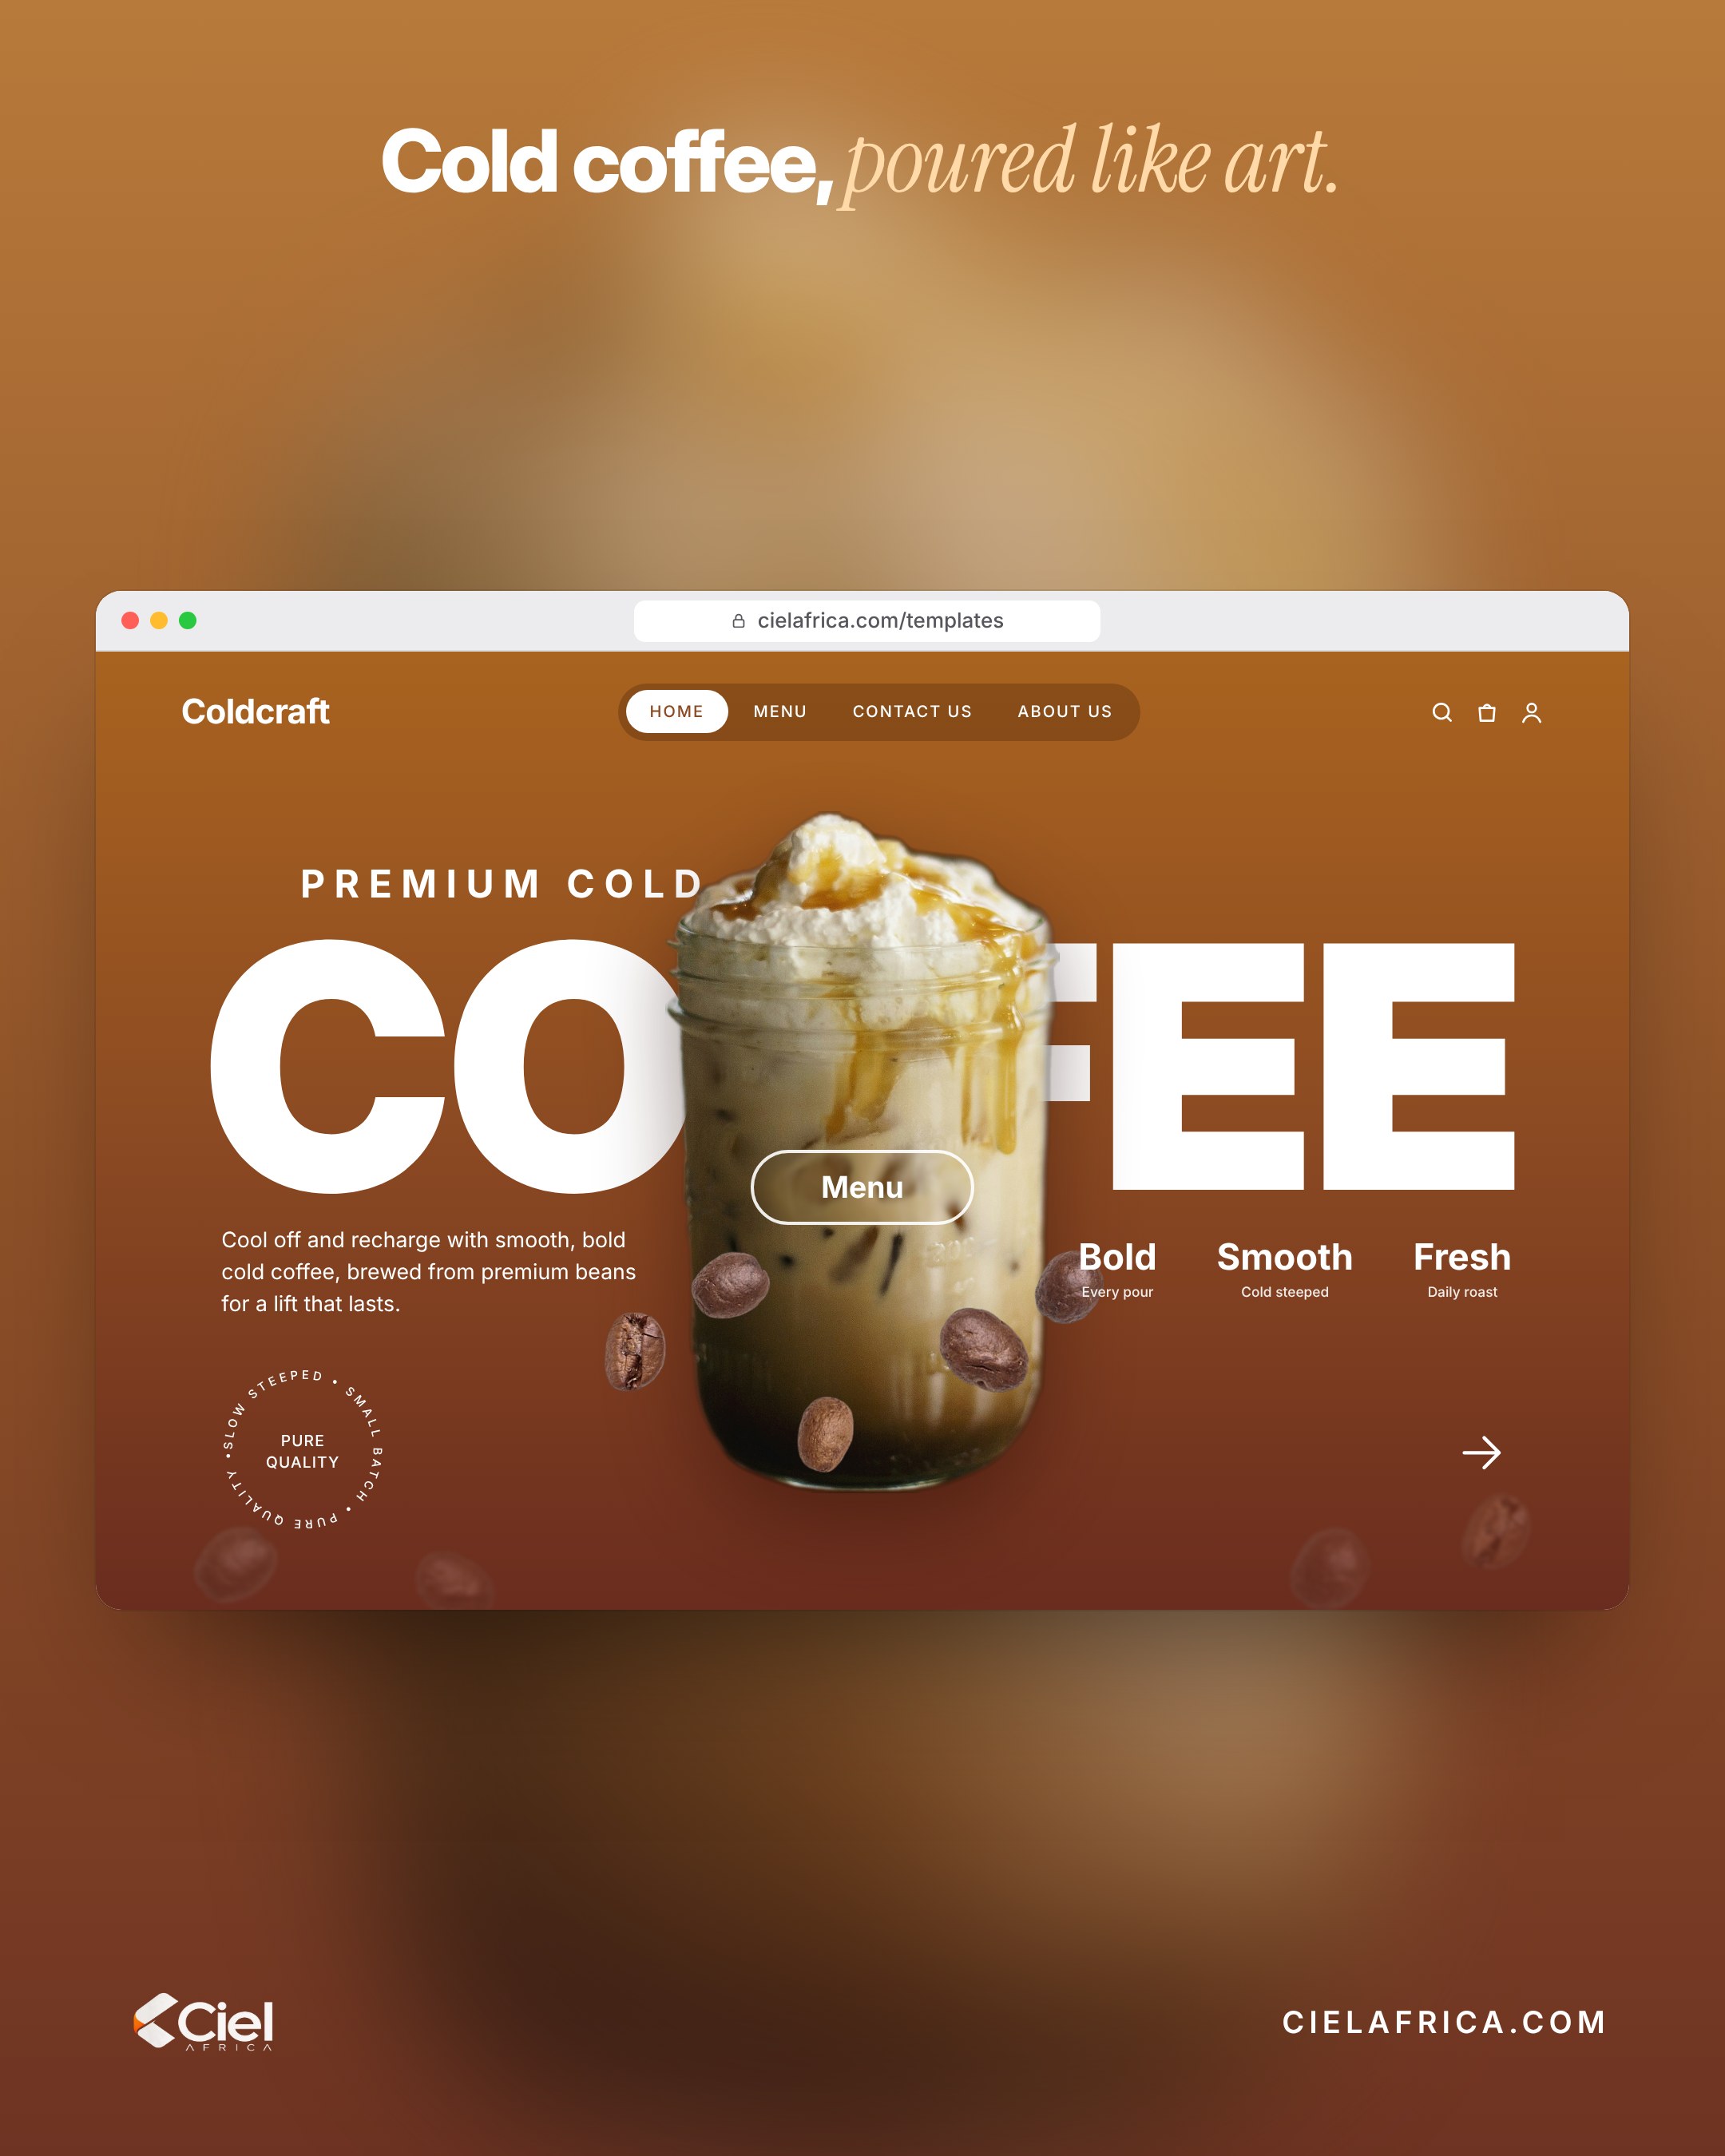 Cold coffee, poured like art.
cielafrica.com/templates
Coldcraft
HOME MENU CONTACT US ABOUT US
PREMIUM COLD
CO FEE
Menu
Cool off and recharge with smooth, bold
cold coffee, brewed from premium beans
for a lift that lasts.
Bold Smooth Fresh
Every pour Cold steeped Daily roast
SLOW STEEPED • SMALL BATCH • PURE QUALITY •
PURE
QUALITY
Ciel
AFRICA
CIELAFRICA.COM